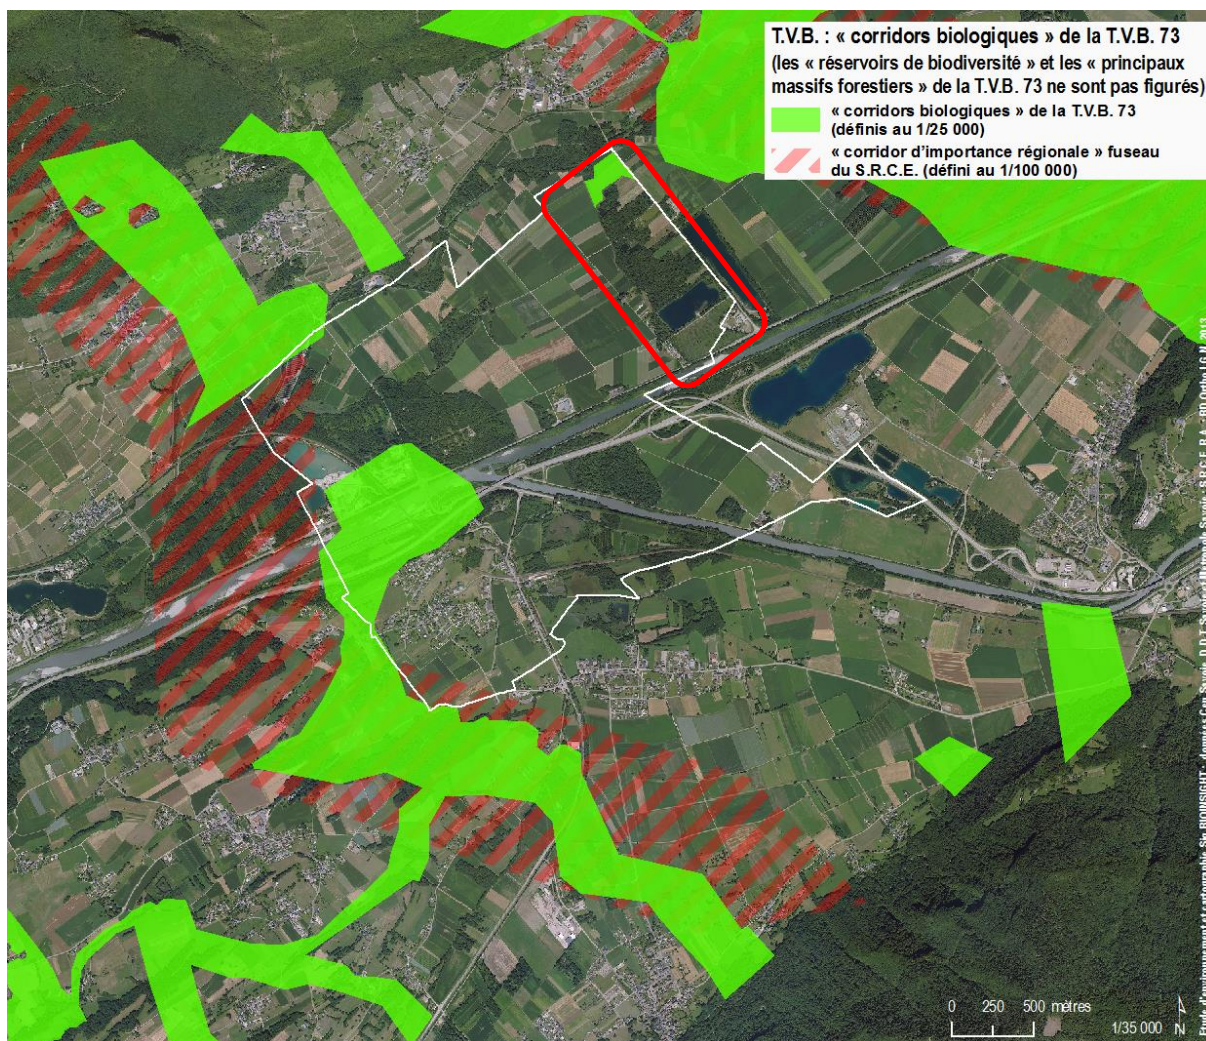 T.V.B. : « corridors biologiques » de la T.V.B. 73
(les « réservoirs de biodiversité » et les « principaux
massifs forestiers » de la T.V.B. 73 ne sont pas figurés)
« corridors biologiques » de la T.V.B. 73
(définis au 1/25 000)
« corridor d'importance régionale » fuseau
du S.R.C.E. (défini au 1/100 000)
0 250 500 mètres
1/35 000 N